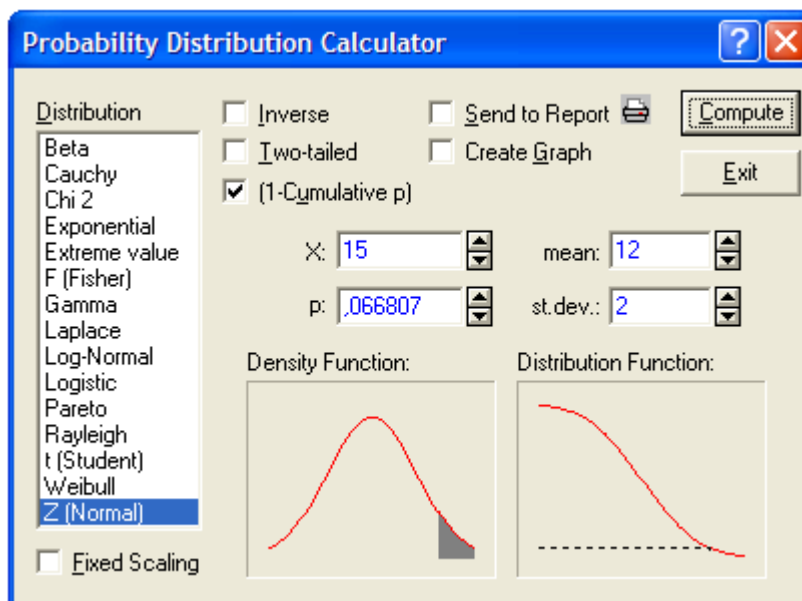 Probability Distribution Calculator
Distribution
Beta
Cauchy
Chi 2
Exponential
Extreme value
F (Fisher)
Gamma
Laplace
Log-Normal
Logistic
Pareto
Rayleigh
t (Student)
Weibull
Z (Normal)
Fixed Scaling
Inverse
Two-tailed
(1-Cumulative p)
Send to Report
Create Graph
Compute
Exit
X: 15
mean: 12
p: ,066807
st.dev.: 2
Density Function:
Distribution Function: